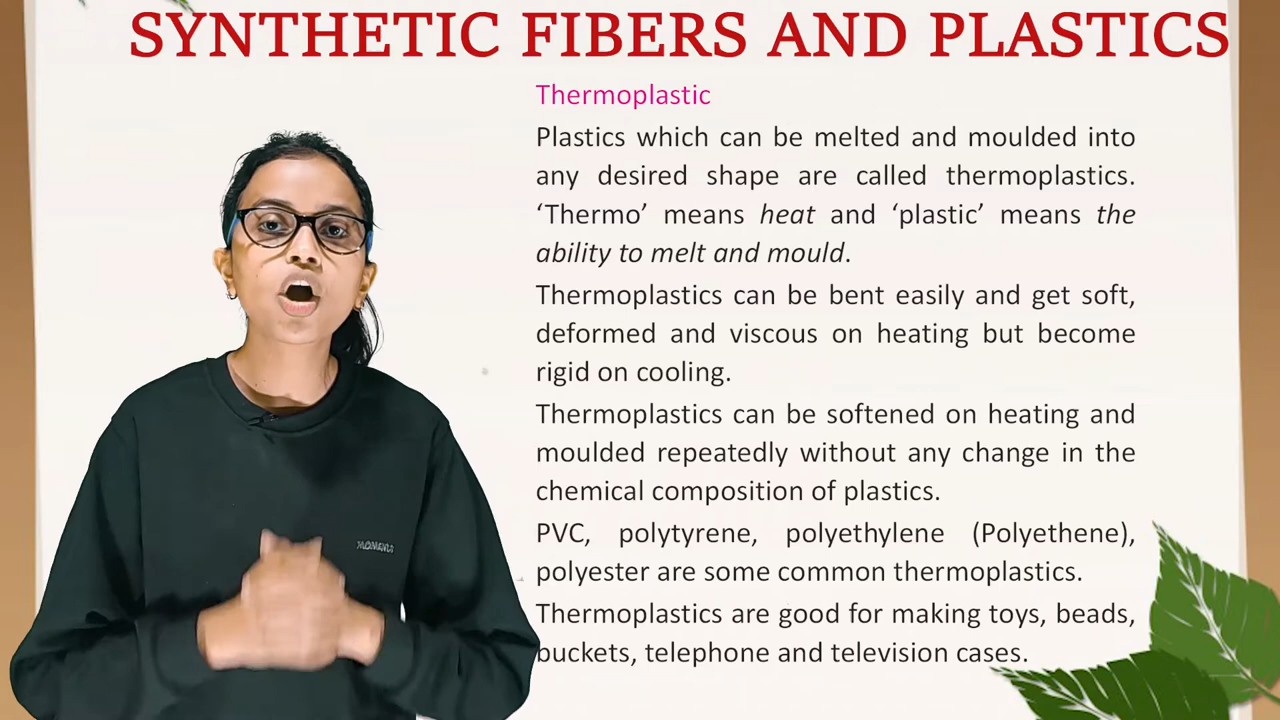 SYNTHETIC FIBERS AND PLASTICS
Thermoplastic
Plastics which can be melted and moulded into
any desired shape are called thermoplastics.
‘Thermo’ means heat and ‘plastic’ means the
ability to melt and mould.
Thermoplastics can be bent easily and get soft,
deformed and viscous on heating but become
rigid on cooling.
Thermoplastics can be softened on heating and
moulded repeatedly without any change in the
chemical composition of plastics.
PVC, polytyrene, polyethylene (Polyethene),
polyester are some common thermoplastics.
Thermoplastics are good for making toys, beads,
buckets, telephone and television cases.